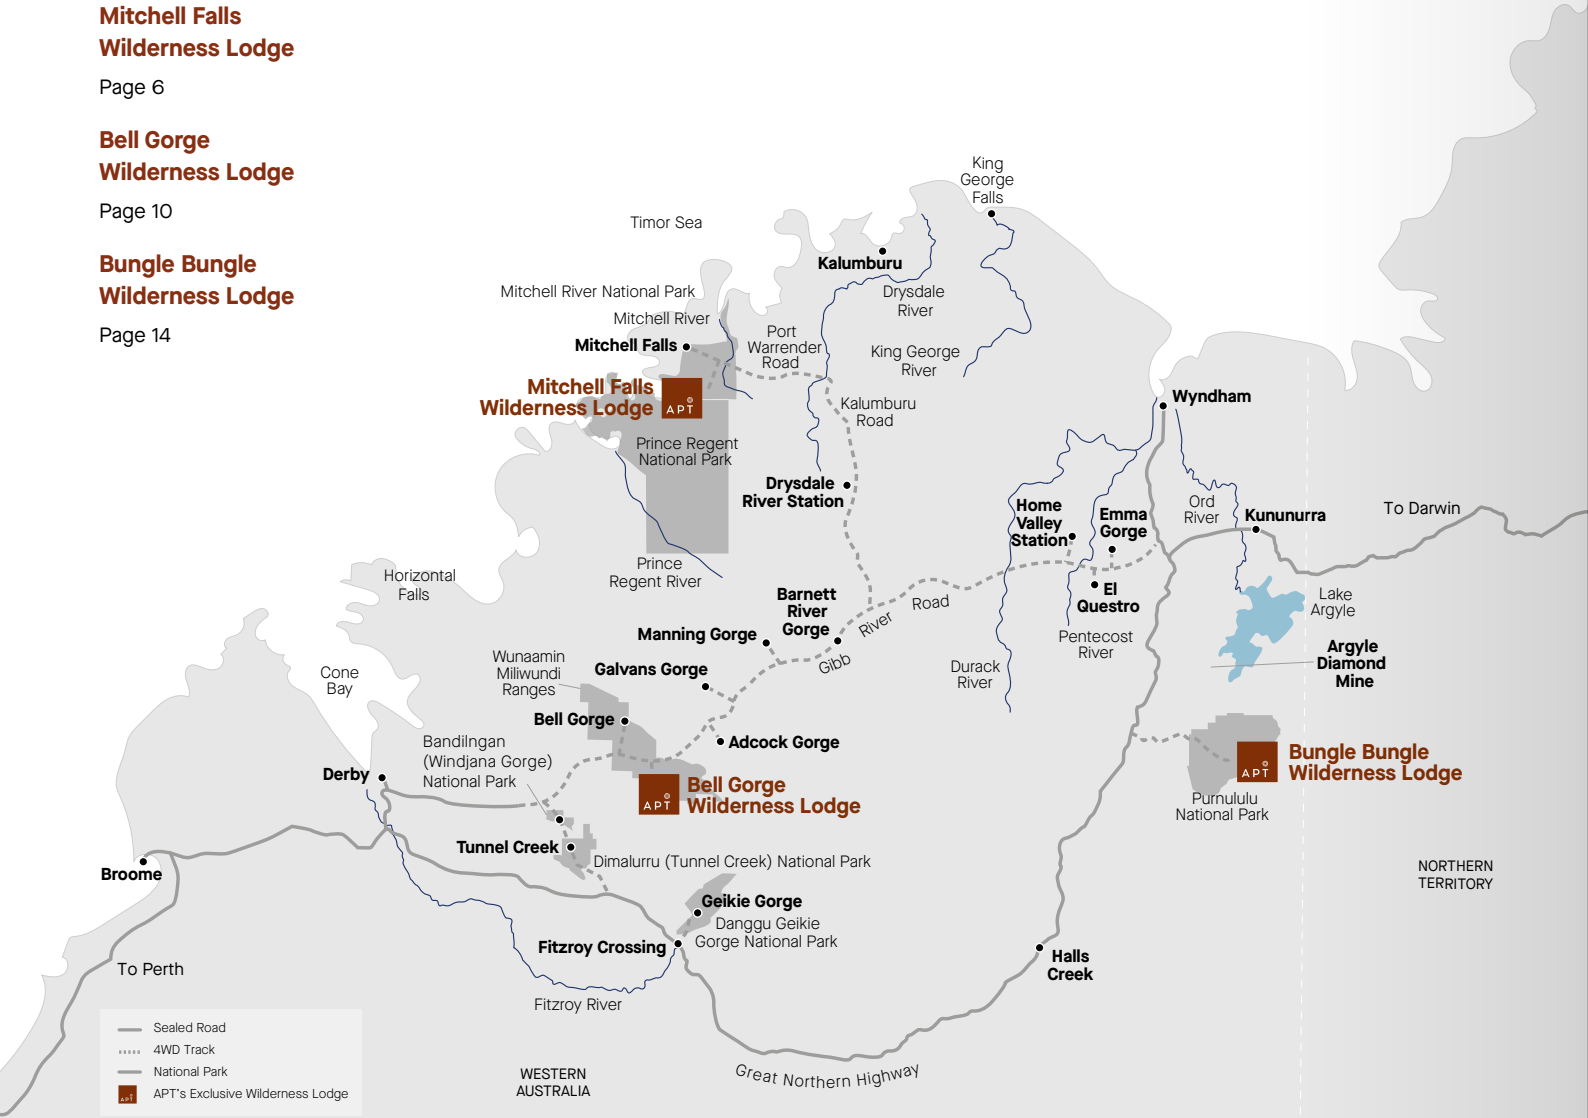 Mitchell Falls
Wilderness Lodge
Page 6
Bell Gorge
Wilderness Lodge
Page 10
Bungle Bungle
Wilderness Lodge
Page 14
King
George
Falls
Timor Sea
Kalumburu
Mitchell River National Park
Drysdale
River
Mitchell River
Port
Warrender
Road
Mitchell Falls
King George
River
Mitchell Falls
Wilderness Lodge
APT
Kalumburu
Road
Wyndham
Prince Regent
National Park
Drysdale
River Station
Home
Valley
Station
Emma
Gorge
Ord
River
Kununurra
To Darwin
Horizontal
Falls
Prince
Regent River
Barnett
River
Gorge
El
Questro
Lake
Argyle
Gibb River Road
Manning Gorge
Pentecost
River
Argyle
Diamond
Mine
Wunaamin
Miliwundi
Ranges
Galvans Gorge
Durack
River
Cone
Bay
Bell Gorge
Adcock Gorge
Bandilngan
(Windjana Gorge)
National Park
Derby
Bell Gorge
Wilderness Lodge
APT
Bungle Bungle
Wilderness Lodge
APT
Purnululu
National Park
Tunnel Creek
Dimalurru (Tunnel Creek) National Park
Broome
NORTHERN
TERRITORY
Geikie Gorge
Danggu Geikie
Gorge National Park
Fitzroy Crossing
Halls
Creek
To Perth
Fitzroy River
Great Northern Highway
WESTERN
AUSTRALIA
Sealed Road
4WD Track
National Park
APT
APT's Exclusive Wilderness Lodge